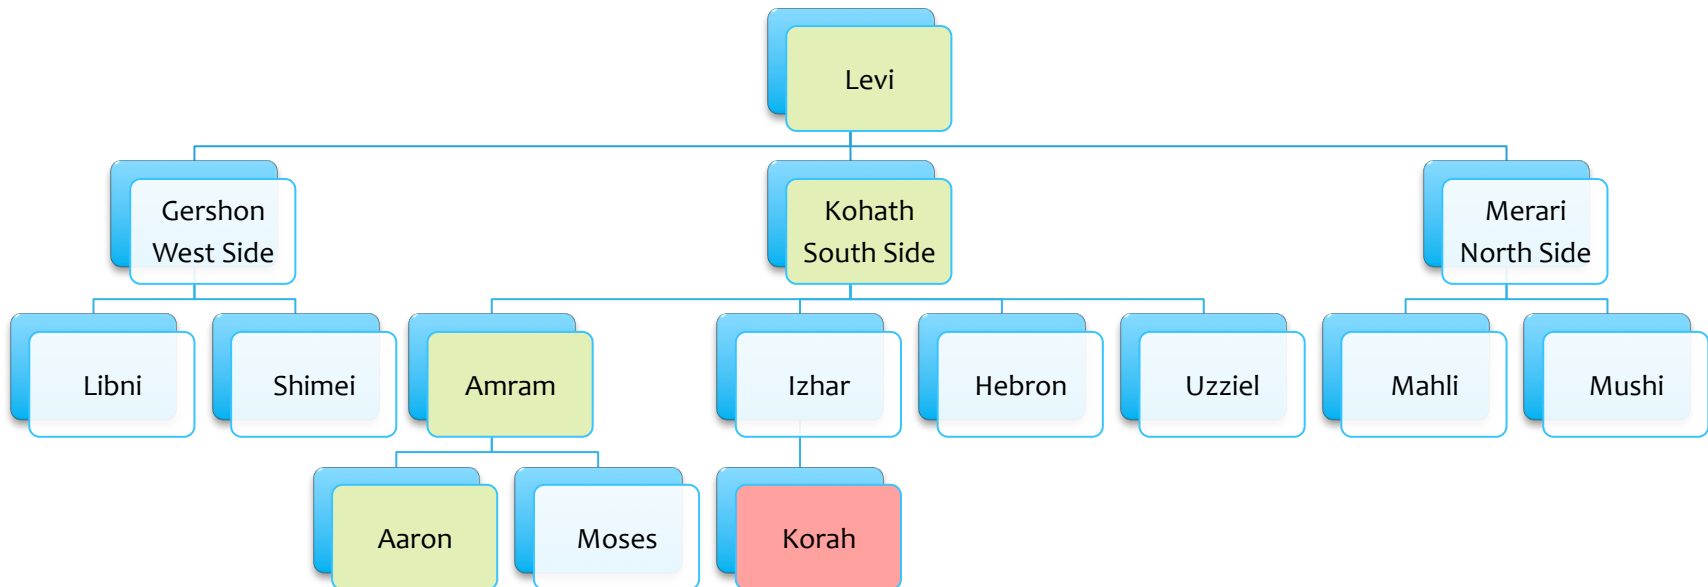 Levi
Gershon
West Side
Kohath
South Side
Merari
North Side
Libni
Shimei
Amram
Izhar
Hebron
Uzziel
Mahli
Mushi
Aaron
Moses
Korah